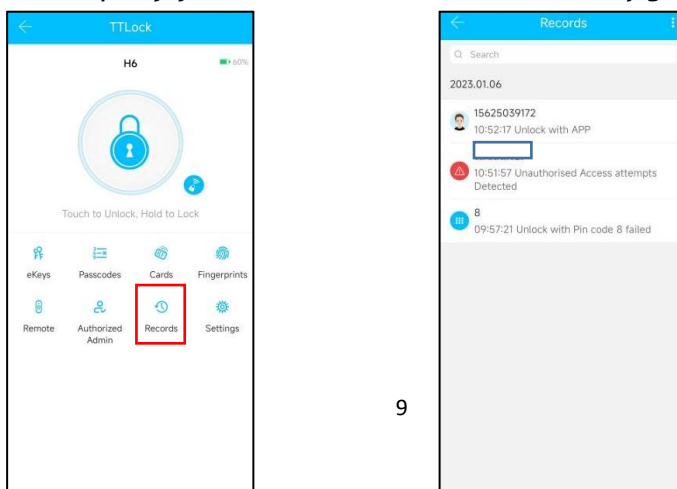 TTLock
H6
60%
Touch to Unlock, Hold to Lock
eKeys Passcodes Cards Fingerprints
Remote Authorized Records Settings
Admin
9
Records
Search
2023.01.06
15625039172
10:52:17 Unlock with APP
10:51:57 Unauthorised Access attempts
Detected
8
09:57:21 Unlock with Pin code 8 failed